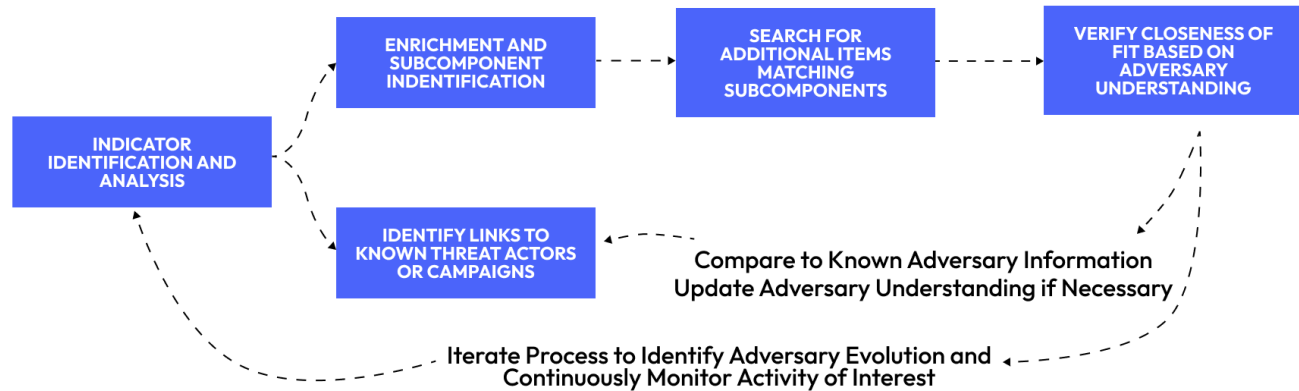 ENRICHMENT AND
SUBCOMPONENT
INDENTIFICATION
SEARCH FOR
ADDITIONAL ITEMS
MATCHING
SUBCOMPONENTS
VERIFY CLOSENESS OF
FIT BASED ON
ADVERSARY
UNDERSTANDING
INDICATOR
IDENTIFICATION AND
ANALYSIS
IDENTIFY LINKS TO
KNOWN THREAT ACTORS
OR CAMPAIGNS
Compare to Known Adversary Information
Update Adversary Understanding if Necessary
Iterate Process to Identify Adversary Evolution and
Continuously Monitor Activity of Interest